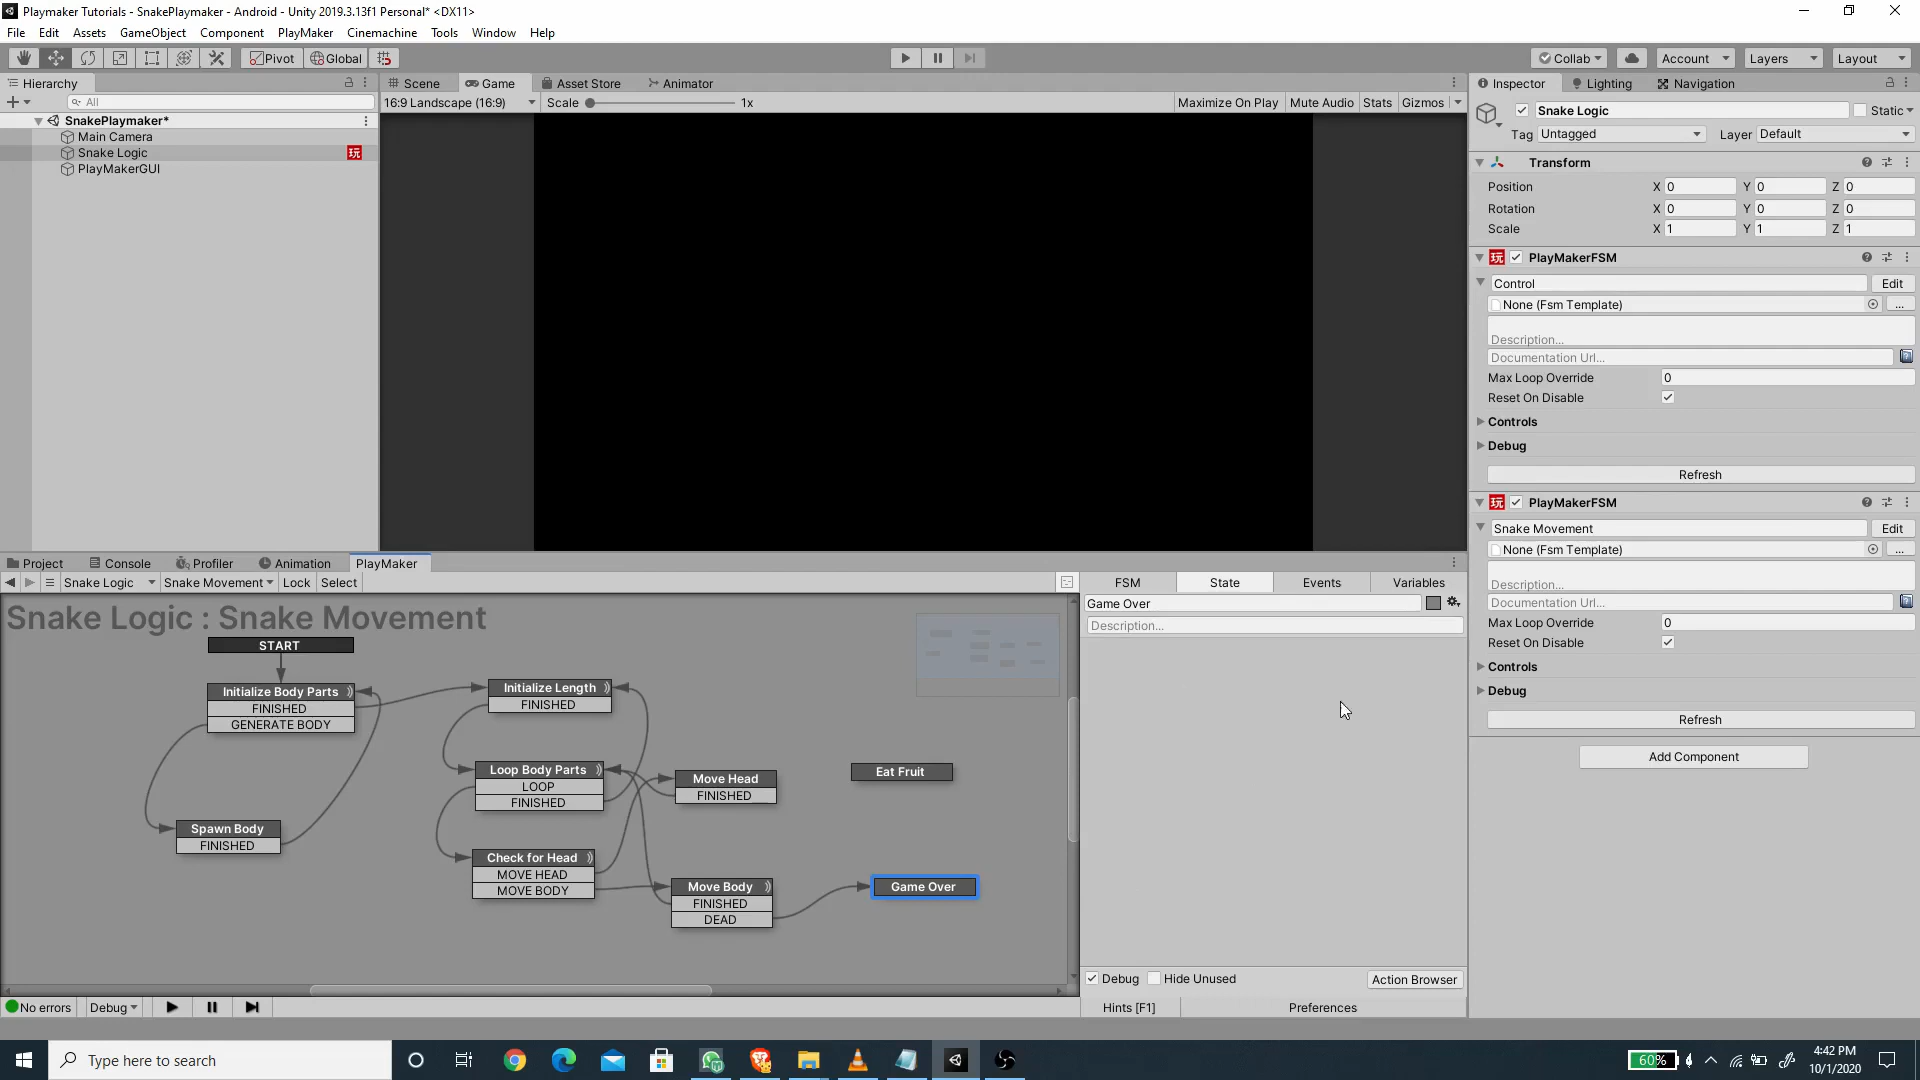 Playmaker Tutorials - SnakePlaymaker - Android - Unity 2019.3.13f1 Personal* <DX11>
File Edit Assets GameObject Component PlayMaker Cinemachine Tools Window Help
Pivot Global Collab Account Layers Layout
Hierarchy Scene Game Asset Store Animator Inspector Lighting Navigation
All 16:9 Landscape (16:9) Scale 1x Maximize On Play Mute Audio Stats Gizmos
SnakePlaymaker*
Main Camera
Snake Logic 玩
PlayMakerGUI
Snake Logic Static
Tag Untagged Layer Default
Transform
Position X 0 Y 0 Z 0
Rotation X 0 Y 0 Z 0
Scale X 1 Y 1 Z 1
玩 PlayMakerFSM
Control Edit
None (Fsm Template) ...
Description...
Documentation Url...
Max Loop Override 0
Reset On Disable
Controls
Debug
Refresh
玩 PlayMakerFSM
Snake Movement Edit
None (Fsm Template) ...
Description...
Documentation Url...
Max Loop Override 0
Reset On Disable
Controls
Debug
Refresh
Add Component
Project Console Profiler Animation PlayMaker
Snake Logic Snake Movement Lock Select FSM State Events Variables
Game Over
Description...
Snake Logic : Snake Movement
START
Initialize Body Parts
FINISHED
GENERATE BODY
Spawn Body
FINISHED
Initialize Length
FINISHED
Loop Body Parts
LOOP
FINISHED
Check for Head
MOVE HEAD
MOVE BODY
Move Head
FINISHED
Move Body
FINISHED
DEAD
Eat Fruit
Game Over
Debug Hide Unused Action Browser
No errors Debug Hints [F1] Preferences
Type here to search 60% 4:42 PM
10/1/2020